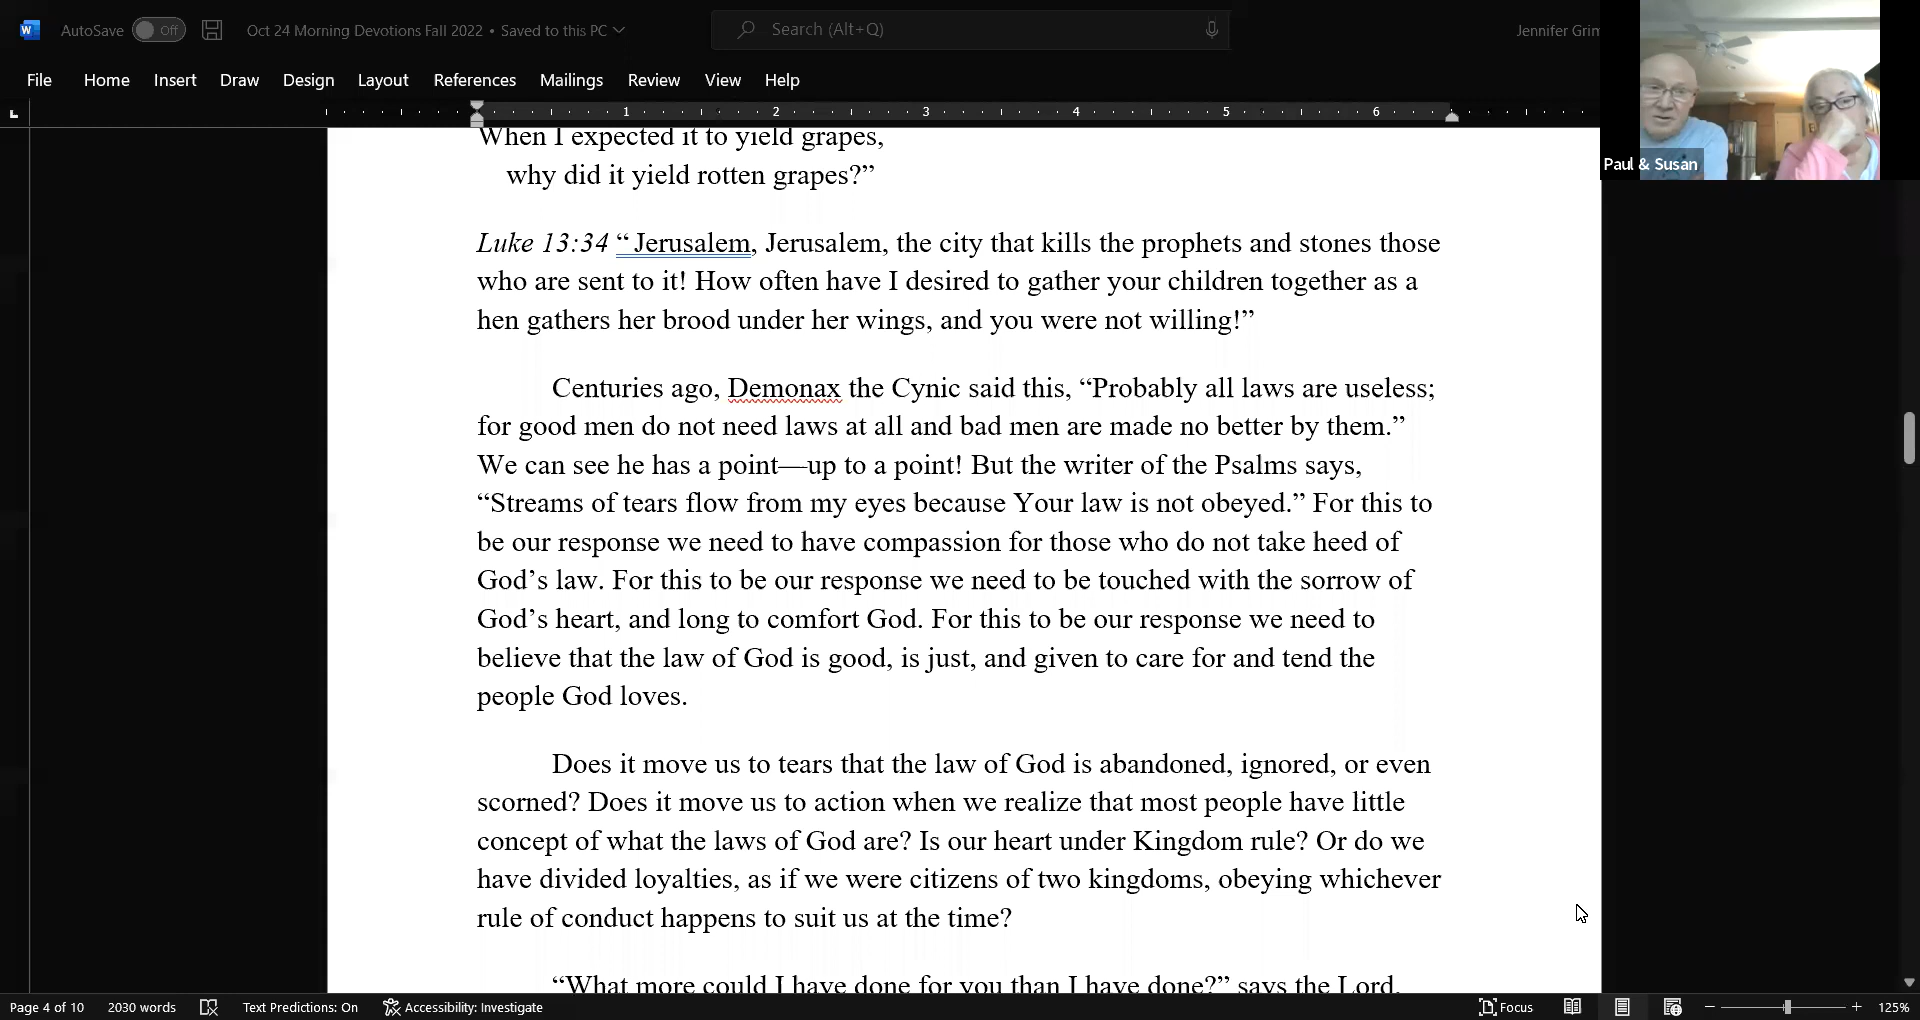 AutoSave Off Oct 24 Morning Devotions Fall 2022 • Saved to this PC Search (Alt+Q) Jennifer Grim
File Home Insert Draw Design Layout References Mailings Review View Help
1 2 3 4 5 6
Paul & Susan
When I expected it to yield grapes,
why did it yield rotten grapes?”
Luke 13:34 “ Jerusalem, Jerusalem, the city that kills the prophets and stones those
who are sent to it! How often have I desired to gather your children together as a
hen gathers her brood under her wings, and you were not willing!”
Centuries ago, Demonax the Cynic said this, “Probably all laws are useless;
for good men do not need laws at all and bad men are made no better by them.”
We can see he has a point—up to a point! But the writer of the Psalms says,
“Streams of tears flow from my eyes because Your law is not obeyed.” For this to
be our response we need to have compassion for those who do not take heed of
God’s law. For this to be our response we need to be touched with the sorrow of
God’s heart, and long to comfort God. For this to be our response we need to
believe that the law of God is good, is just, and given to care for and tend the
people God loves.
Does it move us to tears that the law of God is abandoned, ignored, or even
scorned? Does it move us to action when we realize that most people have little
concept of what the laws of God are? Is our heart under Kingdom rule? Or do we
have divided loyalties, as if we were citizens of two kingdoms, obeying whichever
rule of conduct happens to suit us at the time?
“What more could I have done for you than I have done?” says the Lord.
Page 4 of 10 2030 words Text Predictions: On Accessibility: Investigate Focus 125%